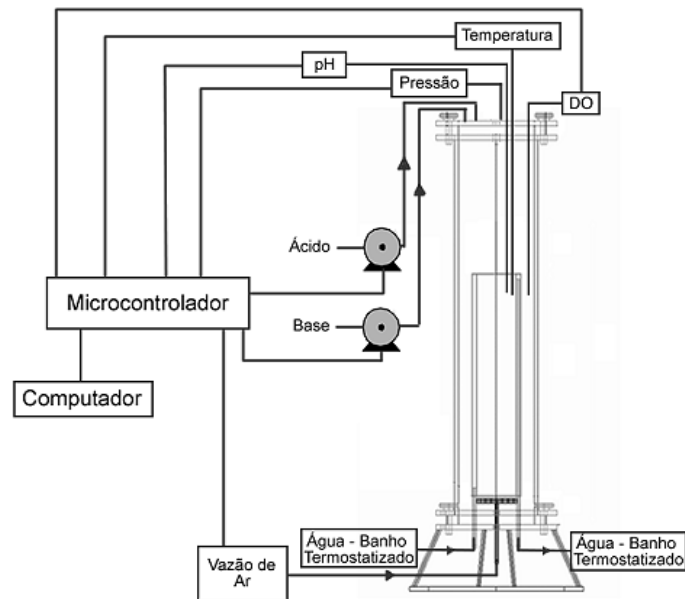 Temperatura
pH
Pressão
DO
Ácido
Microcontrolador
Base
Computador
Água - Banho
Termostatizado
Água - Banho
Termostatizado
Vazão de
Ar